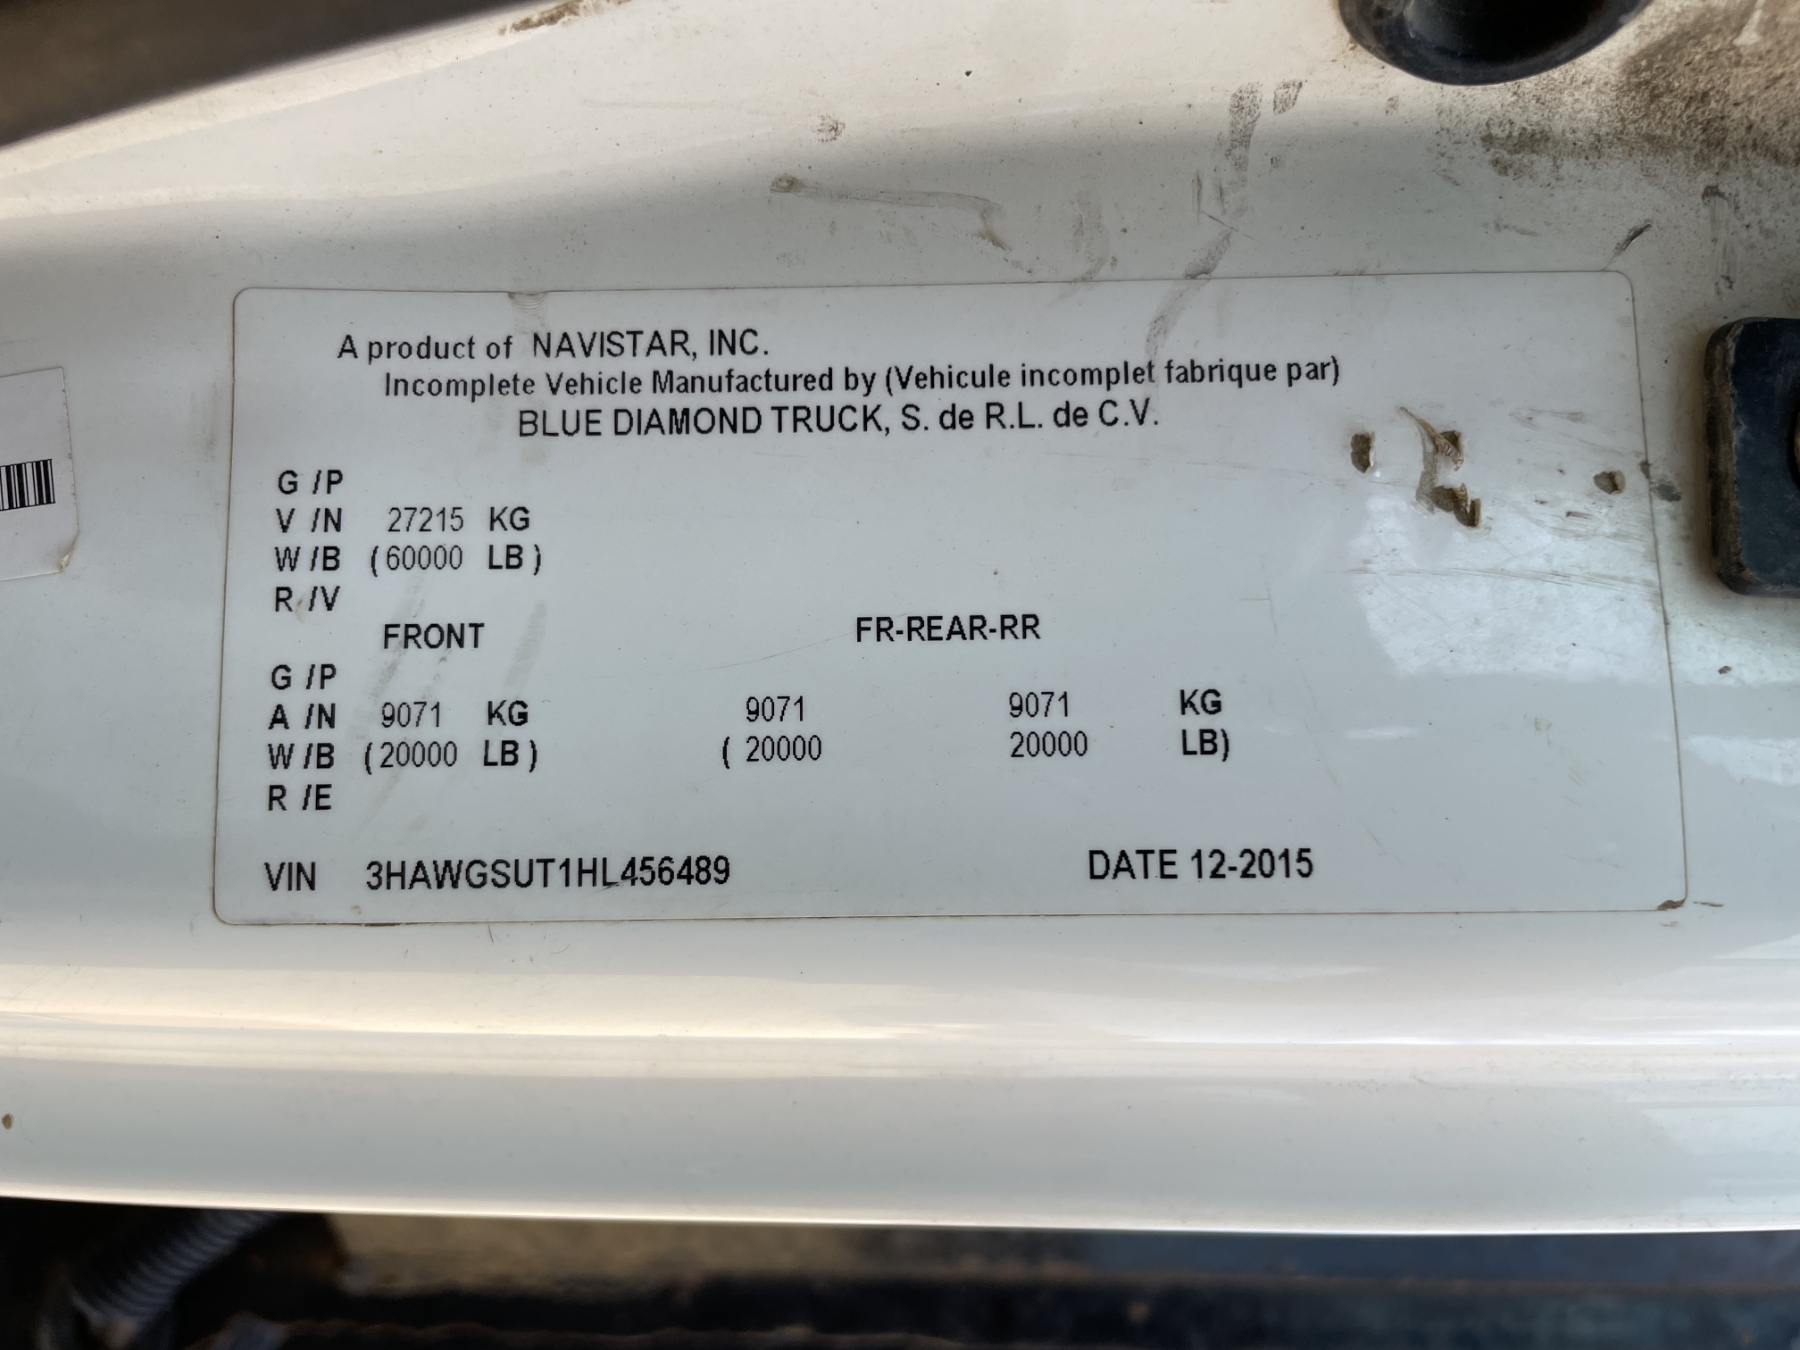 A product of NAVISTAR, INC.
Incomplete Vehicle Manufactured by (Vehicule incomplet fabrique par)
BLUE DIAMOND TRUCK, S. de R.L. de C.V.
G /P
V /N 27215 KG
W /B (60000 LB)
R /V
FRONT FR-REAR-RR
G /P
A /N 9071 KG 9071 9071 KG
W /B (20000 LB) ( 20000 20000 LB)
R /E
VIN 3HAWGSUT1HL456489 DATE 12-2015